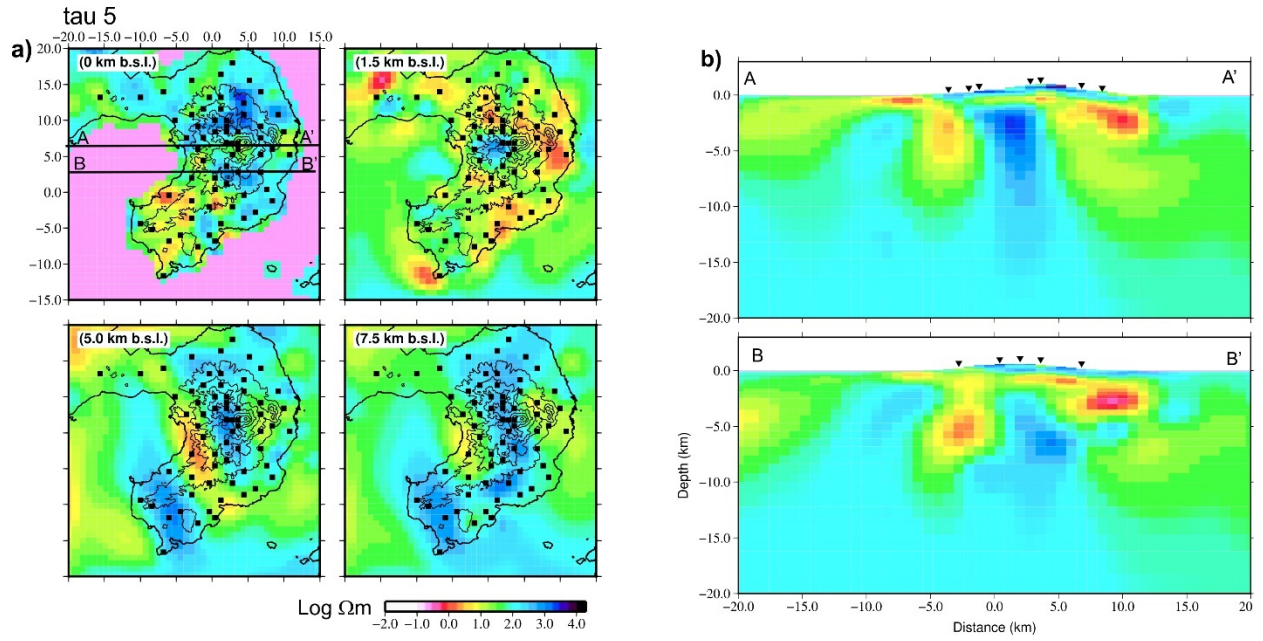 tau 5
a)
-20.0 -15.0 -10.0 -5.0 0.0 5.0 10.0 15.0
20.0
15.0
10.0
5.0
0.0
-5.0
-10.0
-15.0
(0 km b.s.l.)
A A'
B B'
(1.5 km b.s.l.)
(5.0 km b.s.l.)
(7.5 km b.s.l.)
Log Ωm
-2.0 -1.0 0.0 1.0 2.0 3.0 4.0
b)
A A'
0.0
-5.0
-10.0
-15.0
-20.0
B B'
0.0
-5.0
-10.0
-15.0
-20.0
Depth (km)
-20.0 -15.0 -10.0 -5.0 0.0 5.0 10.0 15.0 20
Distance (km)